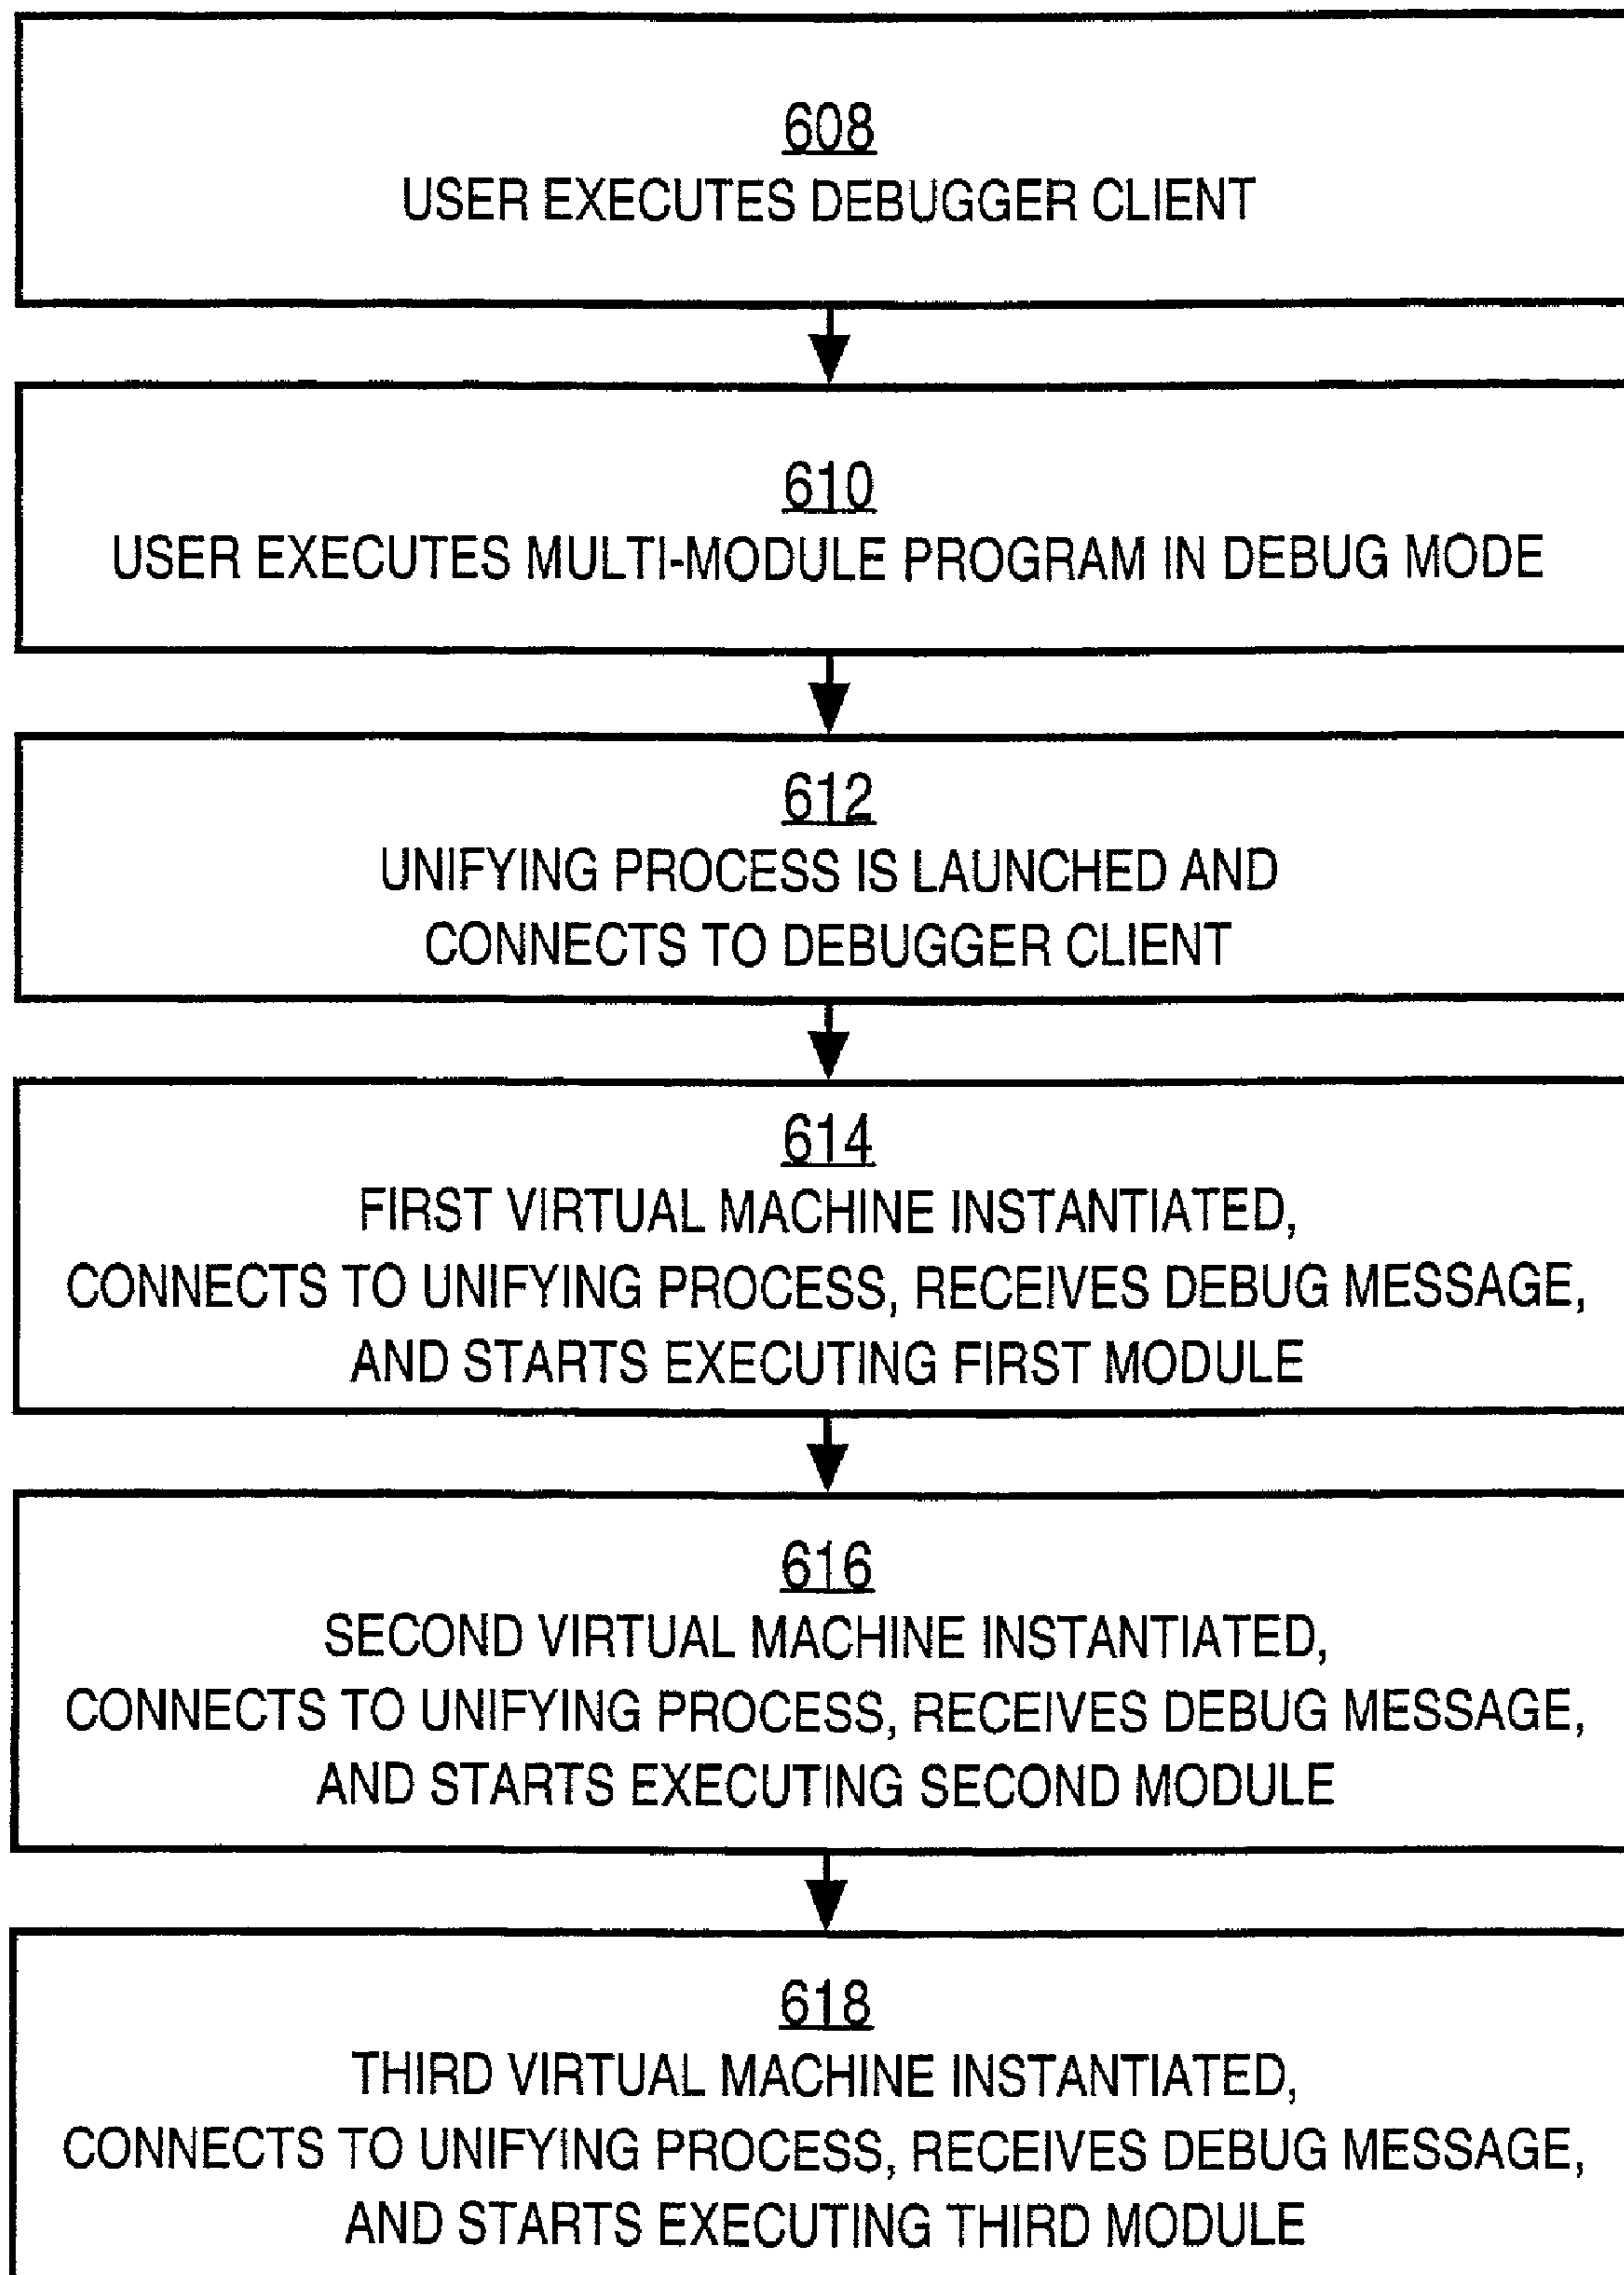 608
USER EXECUTES DEBUGGER CLIENT
610
USER EXECUTES MULTI-MODULE PROGRAM IN DEBUG MODE
612
UNIFYING PROCESS IS LAUNCHED AND
CONNECTS TO DEBUGGER CLIENT
614
FIRST VIRTUAL MACHINE INSTANTIATED,
CONNECTS TO UNIFYING PROCESS, RECEIVES DEBUG MESSAGE,
AND STARTS EXECUTING FIRST MODULE
616
SECOND VIRTUAL MACHINE INSTANTIATED,
CONNECTS TO UNIFYING PROCESS, RECEIVES DEBUG MESSAGE,
AND STARTS EXECUTING SECOND MODULE
618
THIRD VIRTUAL MACHINE INSTANTIATED,
CONNECTS TO UNIFYING PROCESS, RECEIVES DEBUG MESSAGE,
AND STARTS EXECUTING THIRD MODULE